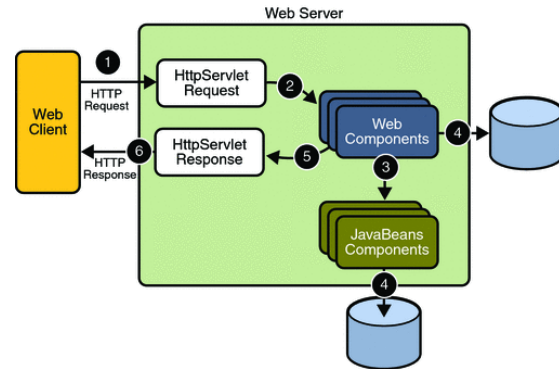 Web Server
1
HttpServlet
Request
2
HTTP
Request
Web
Client
Web
Components
4
6
HTTP
Response
HttpServlet
Response
5
3
JavaBeans
Components
4